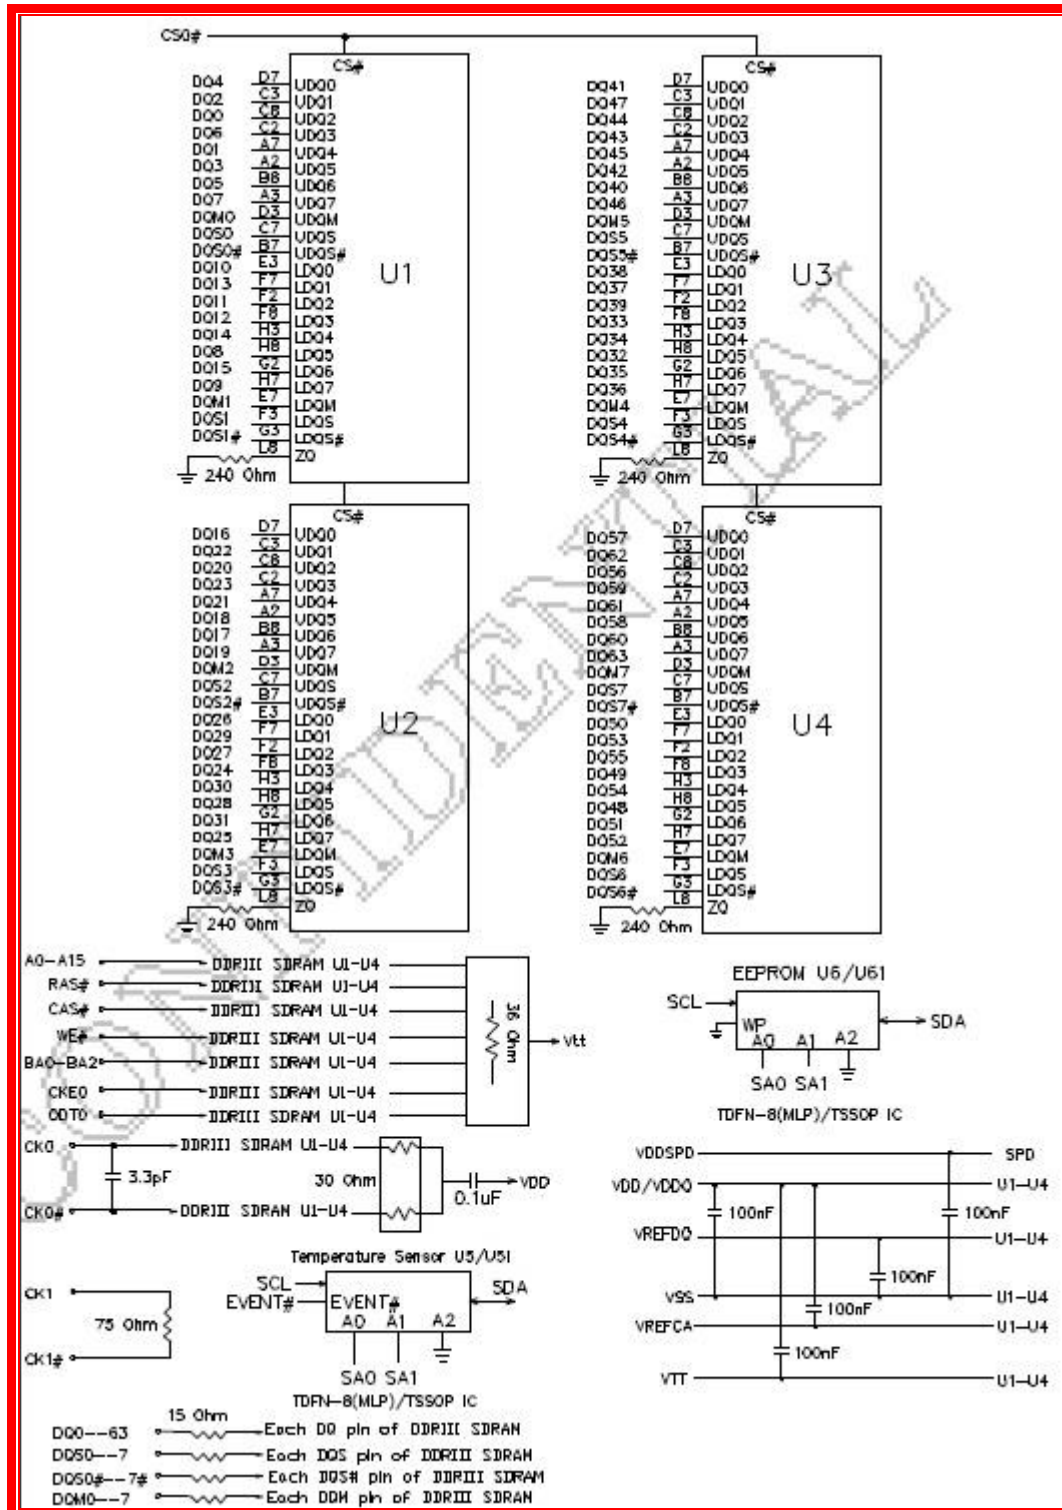 CS0#
CS#
DQ4 D7 UDQ0
DQ2 C3 UDQ1
DQ0 C8 UDQ2
DQ6 C2 UDQ3
DQ1 A7 UDQ4
DQ3 A2 UDQ5
DQ5 B8 UDQ6
DQ7 A3 UDQ7
DQM0 D3 UDQM
DQS0 C7 UDQS
DQS0# B7 UDQS#
DQ10 E3 LDQ0
DQ13 F7 LDQ1
DQ11 F2 LDQ2
DQ12 F8 LDQ3
DQ14 H3 LDQ4
DQ8 H8 LDQ5
DQ15 G2 LDQ6
DQ9 H7 LDQ7
DQM1 E7 LDQM
DQS1 F3 LDQS
DQS1# G3 LDQS#
L8 ZQ
240 Ohm
U1
CS#
DQ41 D7 UDQ0
DQ47 C3 UDQ1
DQ44 C8 UDQ2
DQ43 C2 UDQ3
DQ45 A7 UDQ4
DQ42 A2 UDQ5
DQ40 B8 UDQ6
DQ46 A3 UDQ7
DQM5 D3 UDQM
DQS5 C7 UDQS
DQS5# B7 UDQS#
DQ38 E3 LDQ0
DQ37 F7 LDQ1
DQ39 F2 LDQ2
DQ33 F8 LDQ3
DQ34 H3 LDQ4
DQ32 H8 LDQ5
DQ35 G2 LDQ6
DQ36 H7 LDQ7
DQM4 E7 LDQM
DQS4 F3 LDQS
DQS4# G3 LDQS#
L8 ZQ
240 Ohm
U3
CS#
DQ16 D7 UDQ0
DQ22 C3 UDQ1
DQ20 C8 UDQ2
DQ23 C2 UDQ3
DQ21 A7 UDQ4
DQ18 A2 UDQ5
DQ17 B8 UDQ6
DQ19 A3 UDQ7
DQM2 D3 UDQM
DQS2 C7 UDQS
DQS2# B7 UDQS#
DQ26 E3 LDQ0
DQ29 F7 LDQ1
DQ27 F2 LDQ2
DQ24 F8 LDQ3
DQ30 H3 LDQ4
DQ28 H8 LDQ5
DQ31 G2 LDQ6
DQ25 H7 LDQ7
DQM3 E7 LDQM
DQS3 F3 LDQS
DQS3# G3 LDQS#
L8 ZQ
240 Ohm
U2
CS#
DQ57 D7 UDQ0
DQ62 C3 UDQ1
DQ56 C8 UDQ2
DQ59 C2 UDQ3
DQ61 A7 UDQ4
DQ58 A2 UDQ5
DQ60 B8 UDQ6
DQ63 A3 UDQ7
DQM7 D3 UDQM
DQS7 C7 UDQS
DQS7# B7 UDQS#
DQ50 E3 LDQ0
DQ53 F7 LDQ1
DQ55 F2 LDQ2
DQ49 F8 LDQ3
DQ54 H3 LDQ4
DQ48 H8 LDQ5
DQ51 G2 LDQ6
DQ52 H7 LDQ7
DQM6 E7 LDQM
DQS6 F3 LDQS
DQS6# G3 LDQS#
L8 ZQ
240 Ohm
U4
CONFIDENTIAL
A0-A15 DDRIII SDRAM U1-U4
RAS# DDRIII SDRAM U1-U4
CAS# DDRIII SDRAM U1-U4
WE# DDRIII SDRAM U1-U4
BA0-BA2 DDRIII SDRAM U1-U4
CKE0 DDRIII SDRAM U1-U4
ODT0 DDRIII SDRAM U1-U4
36 Ohm
Vtt
CK0 DDRIII SDRAM U1-U4
3.3pF
30 Ohm
0.1uF
VDD
CK0# DDRIII SDRAN U1-U4
EEPROM U6/U61
SCL
WP
SDA
A0 A1 A2
SA0 SA1
TDFN-8(MLP)/TSSOP IC
VDDSPD SPD
VDD/VDDQ U1-U4
100nF 100nF
VREFDQ U1-U4
100nF
VSS U1-U4
100nF
VREFCA U1-U4
100nF
VTT U1-U4
Temperature Sensor U5/U51
SCL
EVENT# EVENT#
SDA
A0 A1 A2
SA0 SA1
TDFN-8(MLP)/TSSOP IC
CK1
75 Ohm
CK1#
15 Ohm
DQ0--63 Each DQ pin of DDRIII SDRAN
DQS0--7 Each DQS pin of DDRIII SDRAN
DQS0#--7# Each DQS# pin of DDRIII SDRAM
DQM0--7 Each DQM pin of DDRIII SDRAN